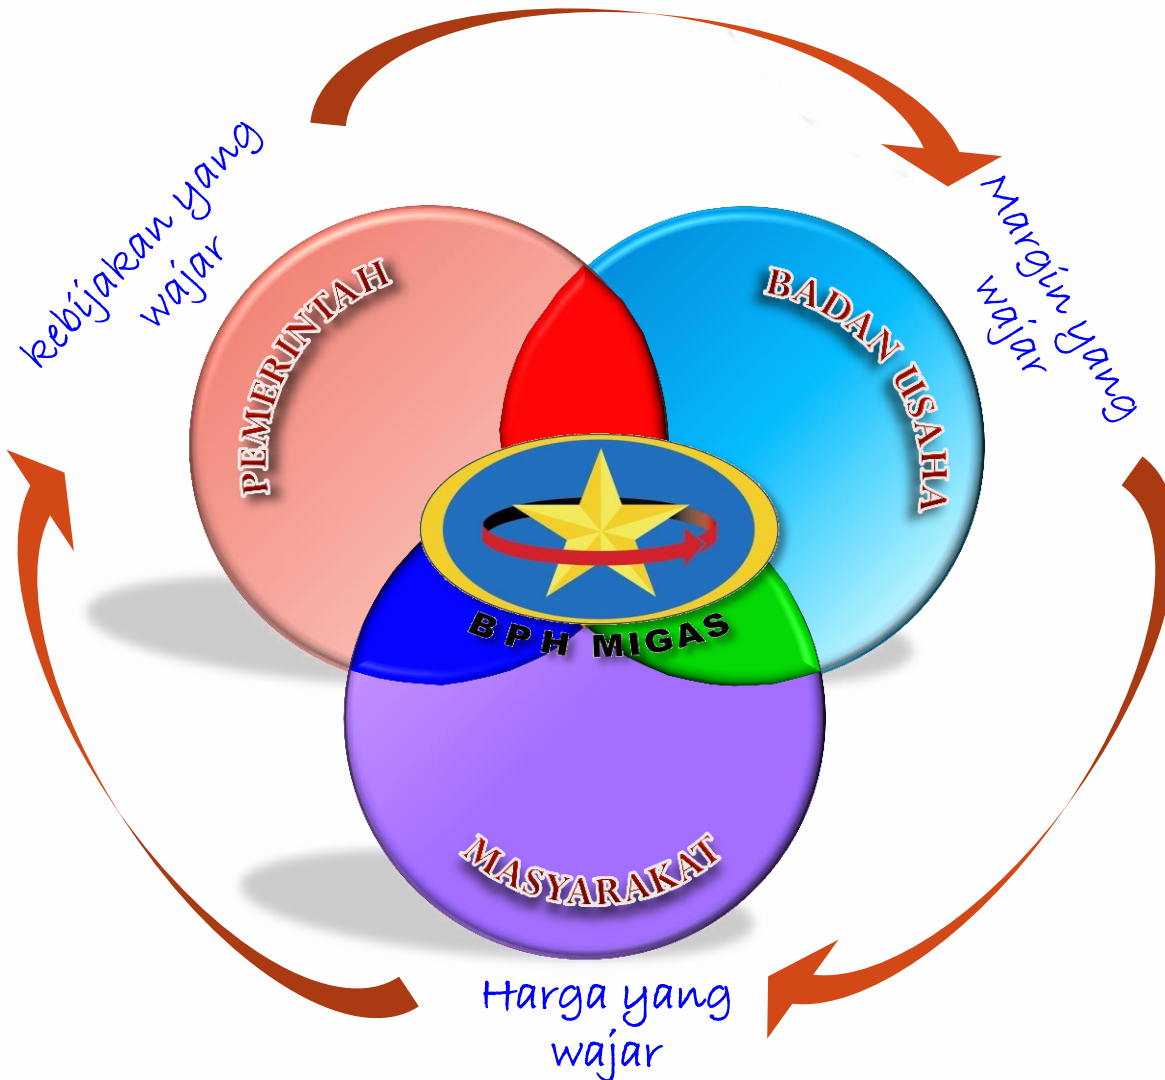 kebijakan yang
wajar
Margin yang
wajar
PEMERINTAH
BADAN USAHA
BPH MIGAS
MASYARAKAT
Harga yang
wajar